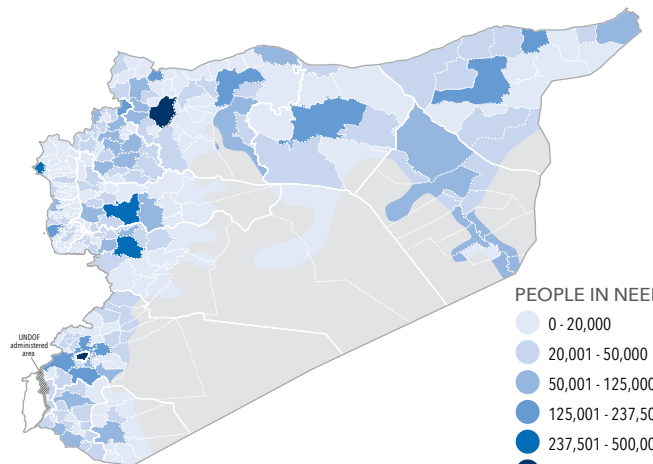 UNDOF
administered
area
PEOPLE IN NEE
0 - 20,000
20,001 - 50,000
50,001 - 125,000
125,001 - 237,50
237,501 - 500,00